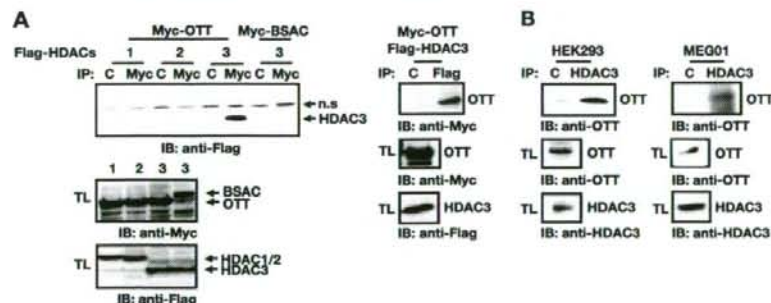 A
Myc-OTT Myc-BSAC
Flag-HDACs 1 2 3 3
IP: C Myc C Myc C Myc C Myc
n.s
HDAC3
IB: anti-Flag
1 2 3 3
TL BSAC
OTT
IB: anti-Myc
TL HDAC1/2
HDAC3
IB: anti-Flag
Myc-OTT
Flag-HDAC3
IP: C Flag
OTT
IB: anti-Myc
TL OTT
IB: anti-Myc
TL HDAC3
IB: anti-Flag
B
HEK293
IP: C HDAC3
OTT
IB: anti-OTT
TL OTT
IB: anti-OTT
TL HDAC3
IB: anti-HDAC3
MEG01
IP: C HDAC3
OTT
IB: anti-OTT
TL OTT
IB: anti-OTT
TL HDAC3
IB: anti-HDAC3